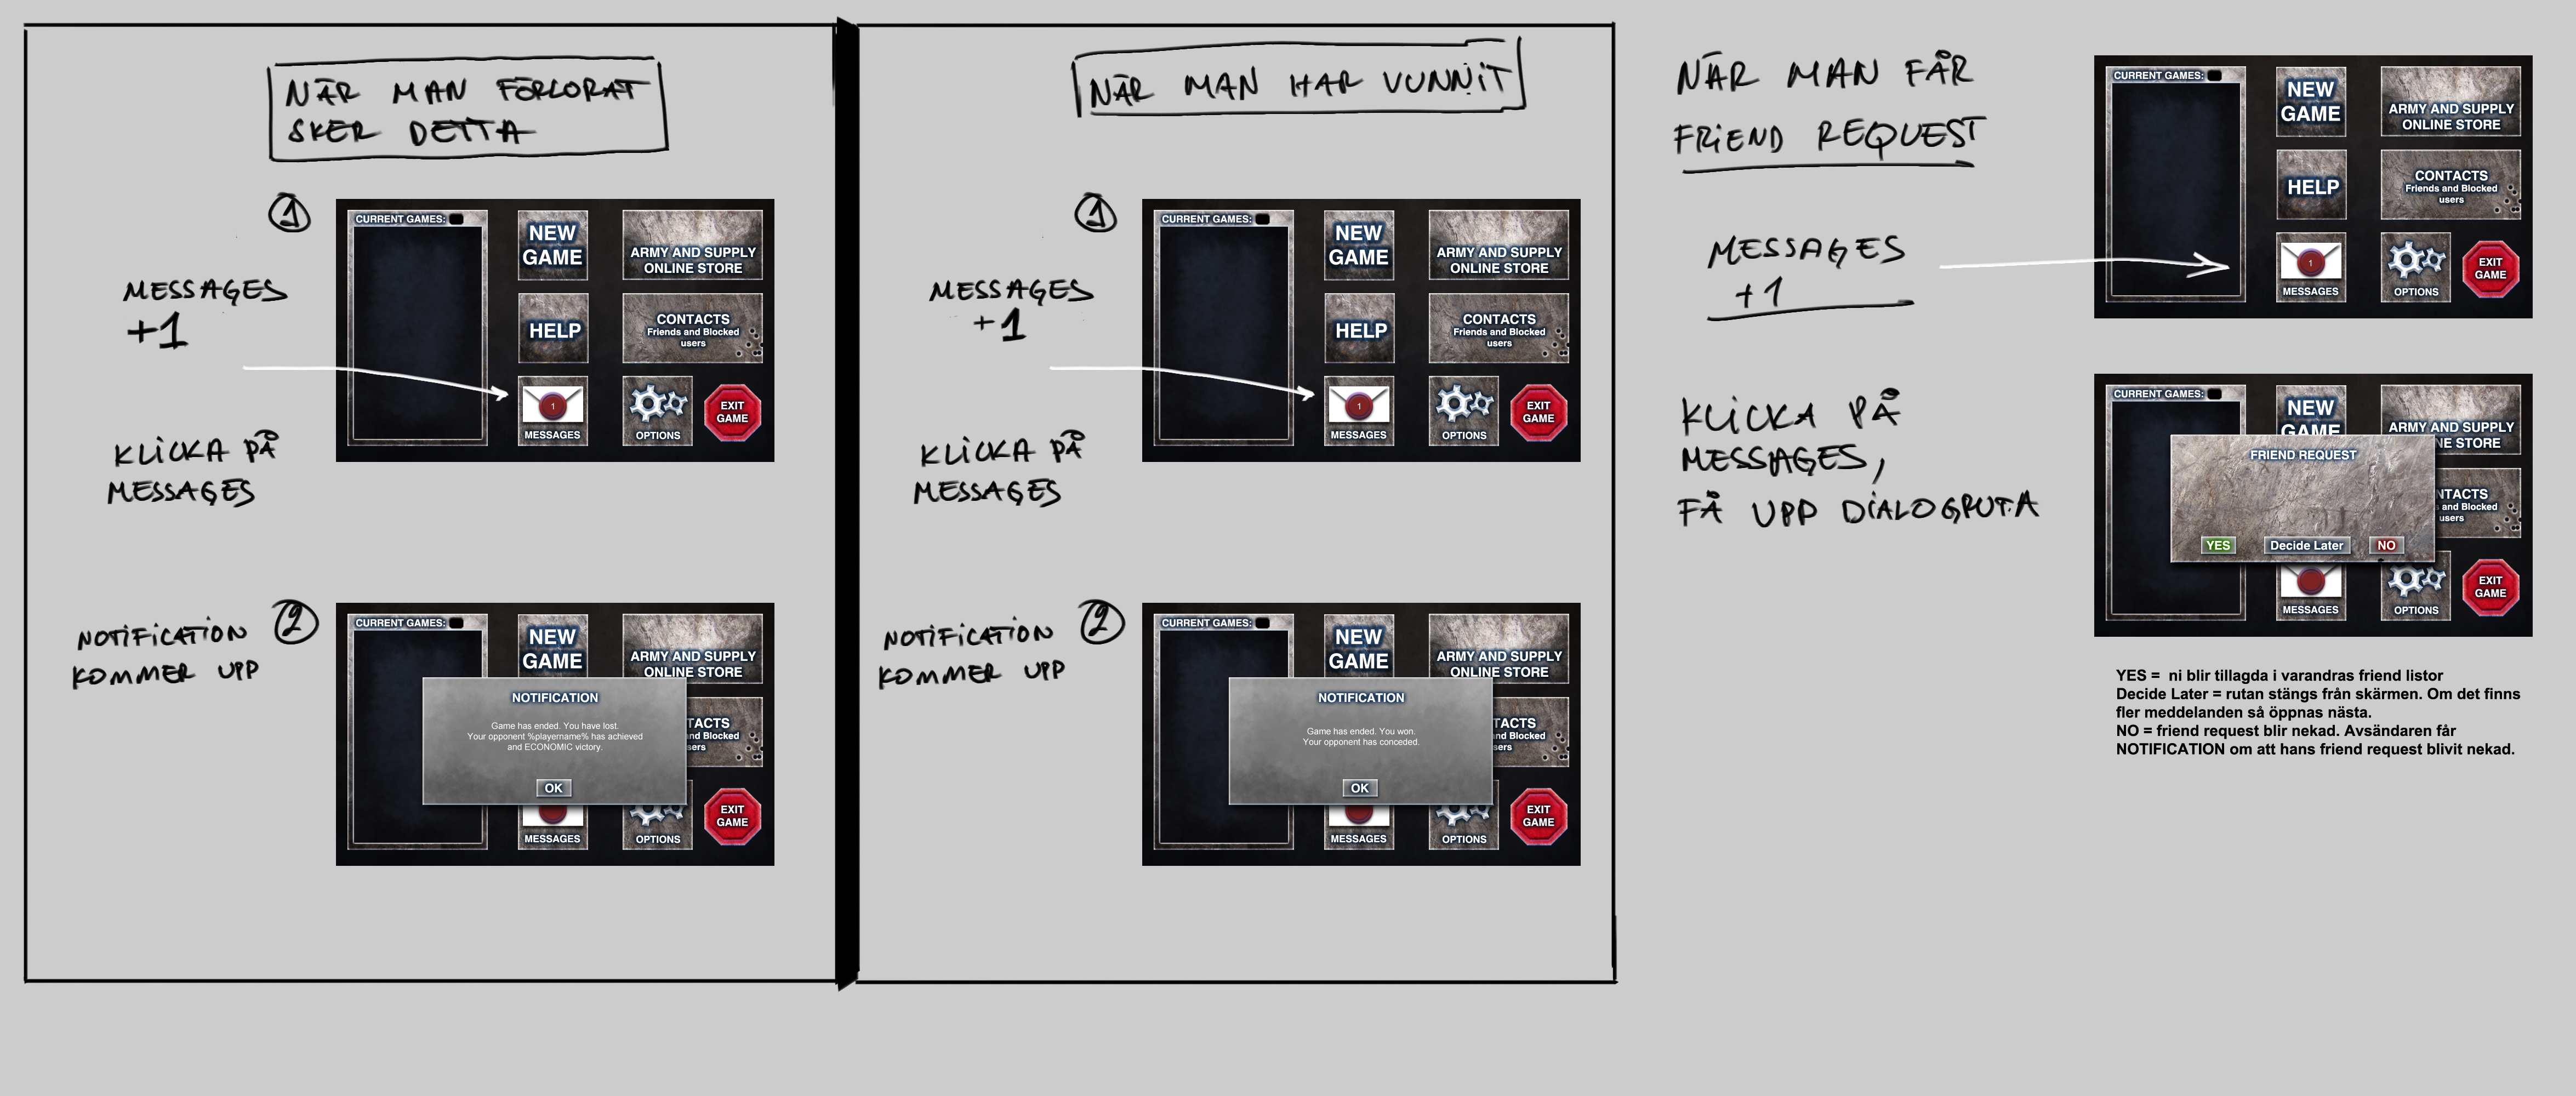 NÄR MAN FÖRLORAT
SKER DETTA
1
MESSAGES
+1
KLICKA PÅ
MESSAGES
CURRENT GAMES:
NEW
GAME
ARMY AND SUPPLY
ONLINE STORE
HELP
CONTACTS
Friends and Blocked
users
1
MESSAGES
OPTIONS
EXIT
GAME
NOTIFICATION
KOMMER UPP
2
CURRENT GAMES:
NEW
GAME
ARMY AND SUPPLY
ONLINE STORE
TACTS
nd Blocked
sers
NOTIFICATION
Game has ended. You have lost.
Your opponent %playername% has achieved
and ECONOMIC victory.
OK
MESSAGES
OPTIONS
EXIT
GAME
NÄR MAN HAR VUNNIT
1
MESSAGES
+1
KLICKA PÅ
MESSAGES
CURRENT GAMES:
NEW
GAME
ARMY AND SUPPLY
ONLINE STORE
HELP
CONTACTS
Friends and Blocked
users
1
MESSAGES
OPTIONS
EXIT
GAME
NOTIFICATION
KOMMER UPP
2
CURRENT GAMES:
NEW
GAME
ARMY AND SUPPLY
ONLINE STORE
TACTS
nd Blocked
sers
NOTIFICATION
Game has ended. You won.
Your opponent has conceded.
OK
MESSAGES
OPTIONS
EXIT
GAME
NÄR MAN FÅR
FRIEND REQUEST
MESSAGES
+1
CURRENT GAMES:
NEW
GAME
ARMY AND SUPPLY
ONLINE STORE
HELP
CONTACTS
Friends and Blocked
users
1
MESSAGES
OPTIONS
EXIT
GAME
KLICKA PÅ
MESSAGES,
FÅ UPP DIALOGRUTA
CURRENT GAMES:
NEW
GAME
ARMY AND SUPPLY
NE STORE
NTACTS
and Blocked
users
FRIEND REQUEST
YES
Decide Later
NO
MESSAGES
OPTIONS
EXIT
GAME
YES =  ni blir tillagda i varandras friend listor
Decide Later = rutan stängs från skärmen. Om det finns
fler meddelanden så öppnas nästa.
NO = friend request blir nekad. Avsändaren får
NOTIFICATION om att hans friend request blivit nekad.